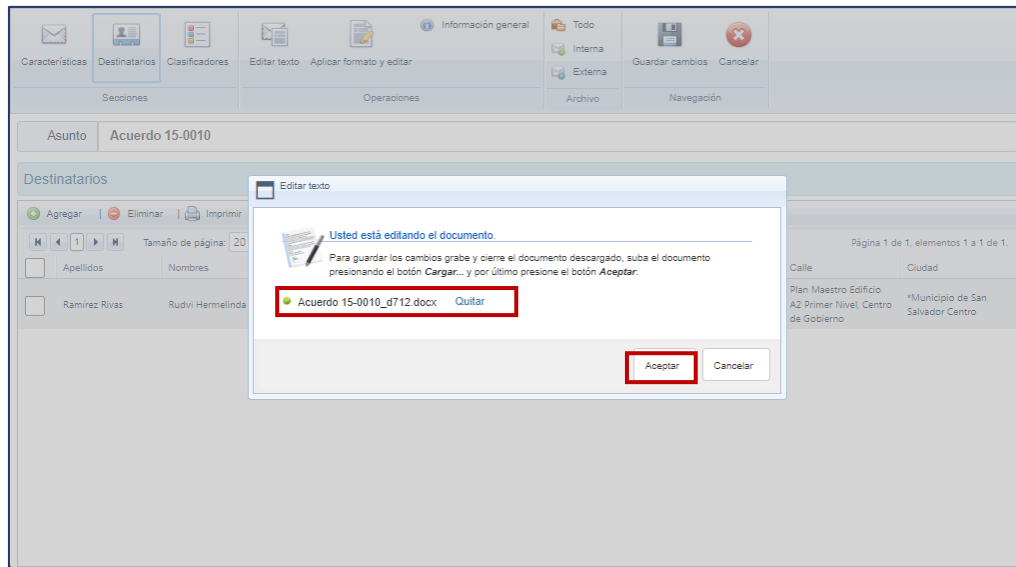 Características Destinatarios Clasificadores
Secciones
Editar texto Aplicar formato y editar Información general
Operaciones
Todo
Interna
Externa
Archivo
Guardar cambios Cancelar
Navegación
Asunto Acuerdo 15-0010
Destinatarios
Agregar | Eliminar | Imprimir
1 Tamaño de página: 20 Página 1 de 1, elementos 1 a 1 de 1.
Apellidos Nombres Calle Ciudad
Ramírez Rivas Rudvi Hermelinda
Plan Maestro Edificio
A2 Primer Nivel, Centro
de Gobierno
*Municipio de San
Salvador Centro
Editar texto
Usted está editando el documento.
Para guardar los cambios grabe y cierre el documento descargado, suba el documento
presionando el botón Cargar... y por último presione el botón Aceptar.
Acuerdo 15-0010_d712.docx Quitar
Aceptar Cancelar